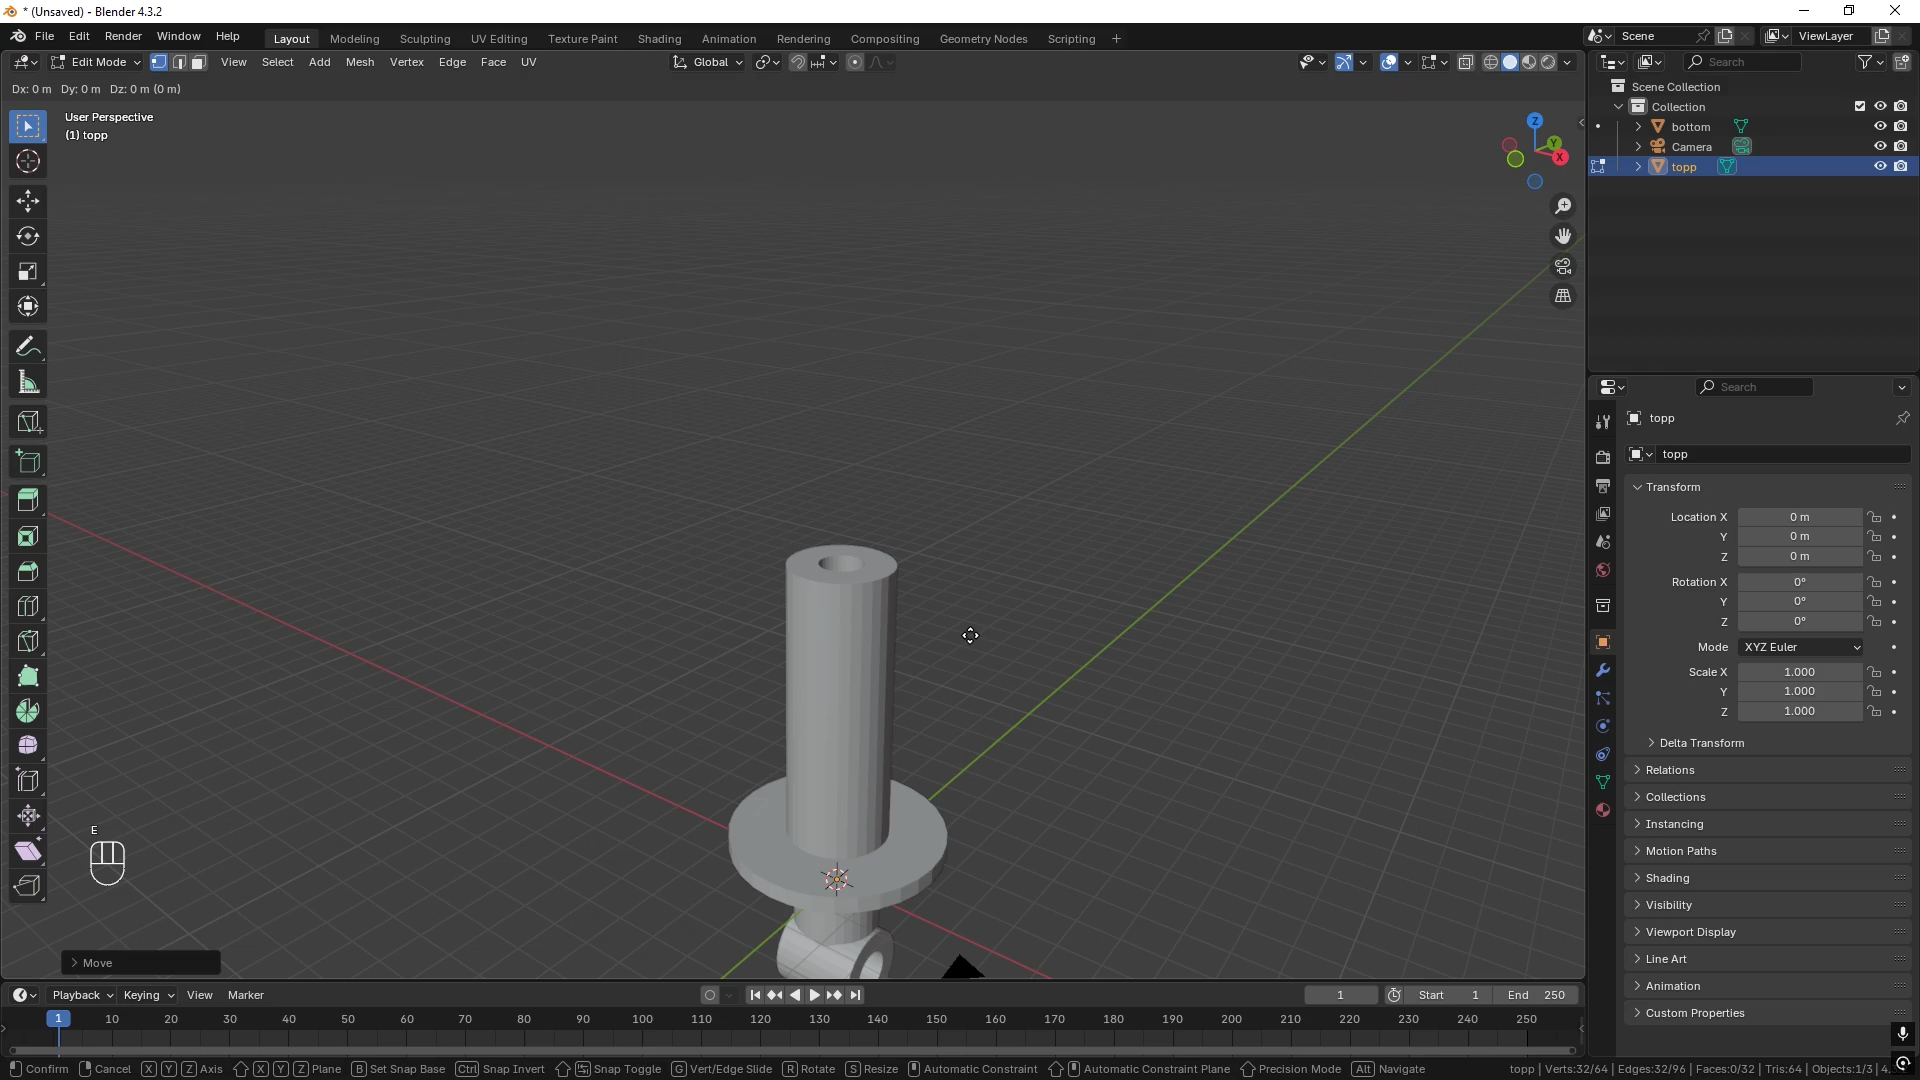 * (Unsaved) - Blender 4.3.2
File Edit Render Window Help Layout Modeling Sculpting UV Editing Texture Paint Shading Animation Rendering Compositing Geometry Nodes Scripting + Scene ViewLayer
Edit Mode View Select Add Mesh Vertex Edge Face UV Global Search
Dx: 0 m Dy: 0 m Dz: 0 m (0 m)
Scene Collection
User Perspective
(1) topp
Collection
bottom
Camera
topp
Z
Y
X
Search
topp
topp
Transform
Location X 0 m
Y 0 m
Z 0 m
Rotation X 0°
Y 0°
Z 0°
Mode XYZ Euler
Scale X 1.000
Y 1.000
Z 1.000
Delta Transform
Relations
Collections
Instancing
Motion Paths
Shading
Visibility
Viewport Display
Line Art
Animation
Custom Properties
E
Move
Playback Keying View Marker 1 Start 1 End 250
1 10 20 30 40 50 60 70 80 90 100 110 120 130 140 150 160 170 180 190 200 210 220 230 240 250
Confirm Cancel X Y Z Axis X Y Z Plane B Set Snap Base Ctrl Snap Invert Snap Toggle G Vert/Edge Slide R Rotate S Resize Automatic Constraint Automatic Constraint Plane Precision Mode Alt Navigate topp | Verts:32/64 | Edges:32/96 | Faces:0/32 | Tris:64 | Objects:1/3 | 4.